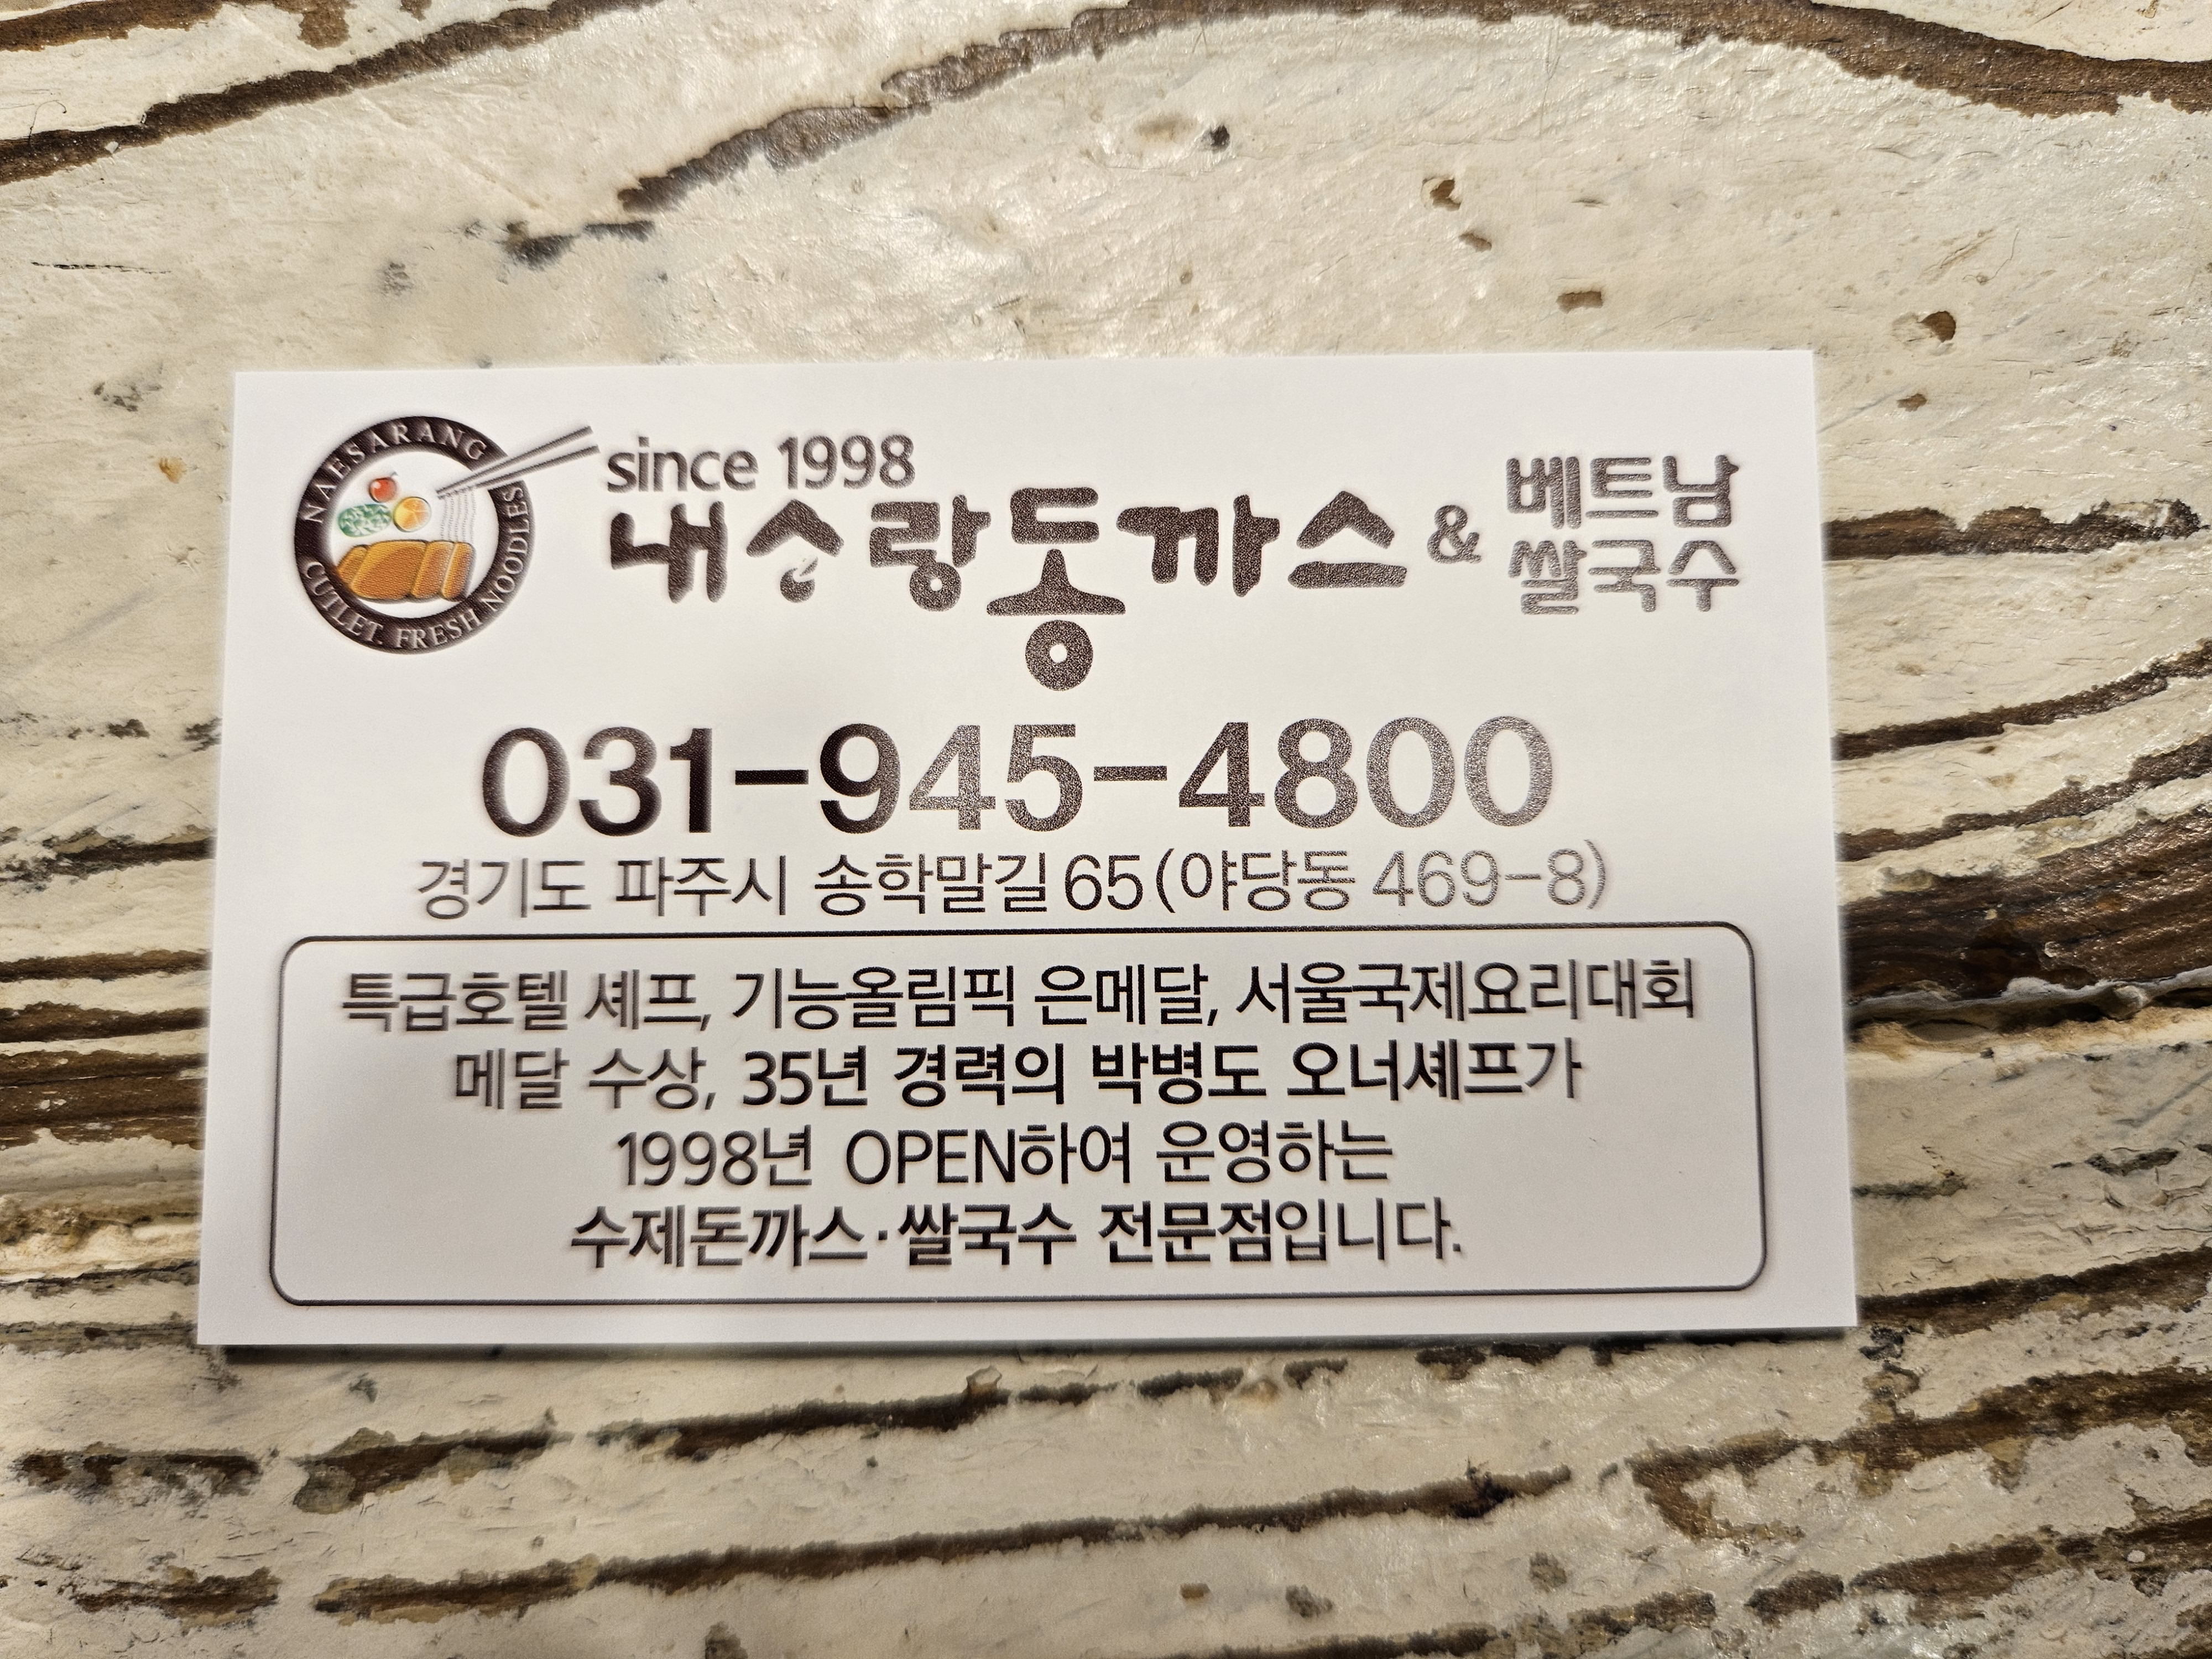 NAESARANG
CUTLET. FRESH NOODLES
since 1998
내사랑돈까스 & 베트남
쌀국수
031-945-4800
경기도 파주시 송학말길 65(야당동 469-8)
특급호텔 셰프, 기능올림픽 은메달, 서울국제요리대회
메달 수상, 35년 경력의 박병도 오너셰프가
1998년 OPEN하여 운영하는
수제돈까스·쌀국수 전문점입니다.